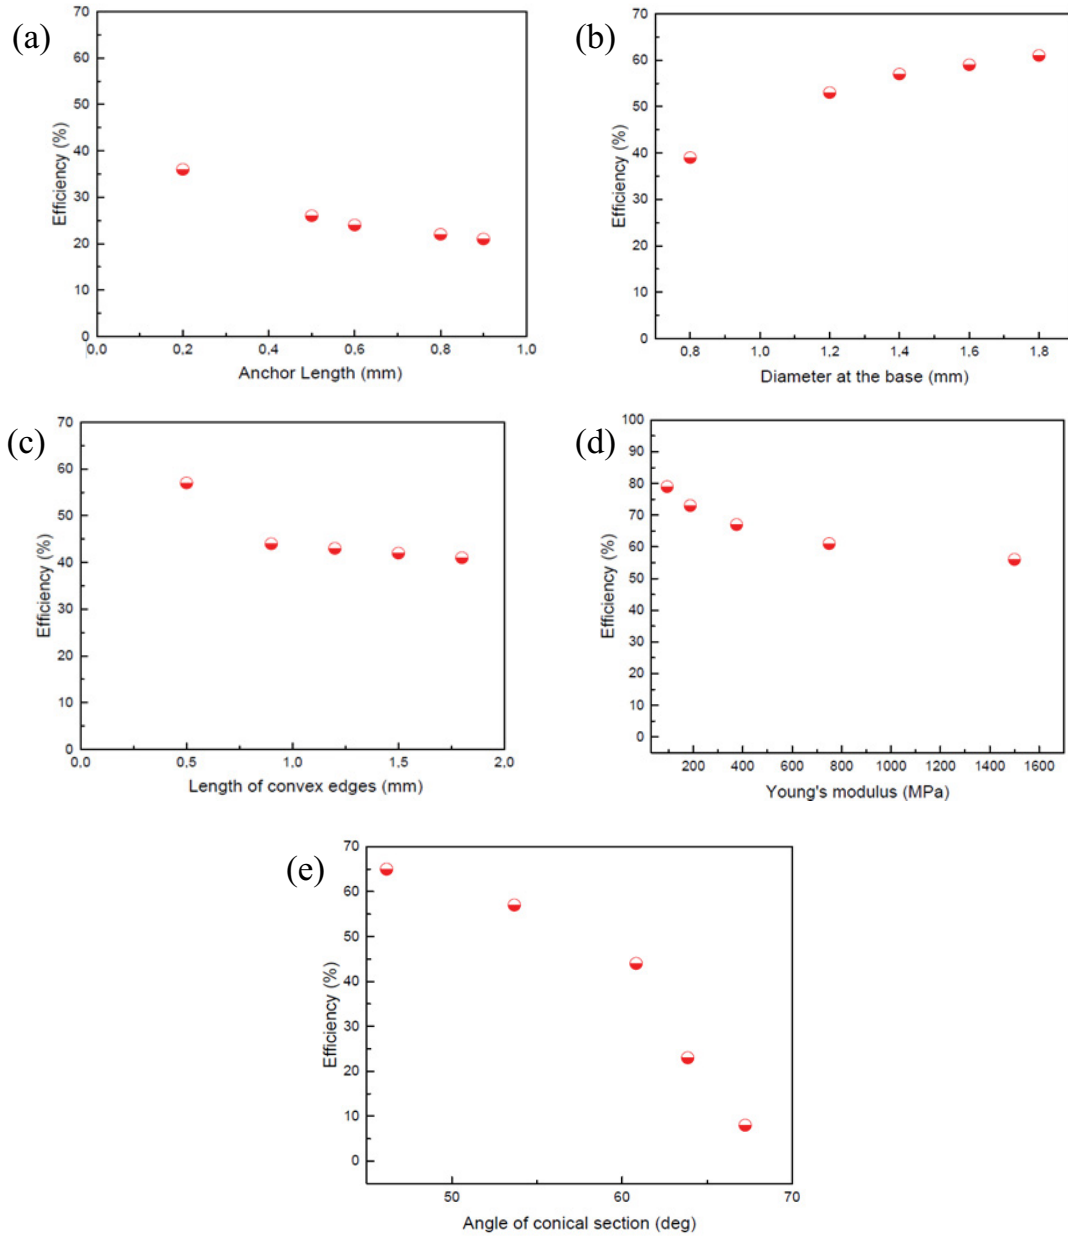 (a)
70
60
50
40
30
20
10
0
Efficiency (%)
0,0 0,2 0,4 0,6 0,8 1,0
Anchor Length (mm)
(b)
70
60
50
40
30
20
10
0
Efficiency (%)
0,8 1,0 1,2 1,4 1,6 1,8
Diameter at the base (mm)
(c)
70
60
50
40
30
20
10
0
Efficiency (%)
0,0 0,5 1,0 1,5 2,0
Length of convex edges (mm)
(d)
100
90
80
70
60
50
40
30
20
10
0
Efficiency (%)
200 400 600 800 1000 1200 1400 1600
Young's modulus (MPa)
(e)
70
60
50
40
30
20
10
0
Efficiency (%)
50 60 70
Angle of conical section (deg)